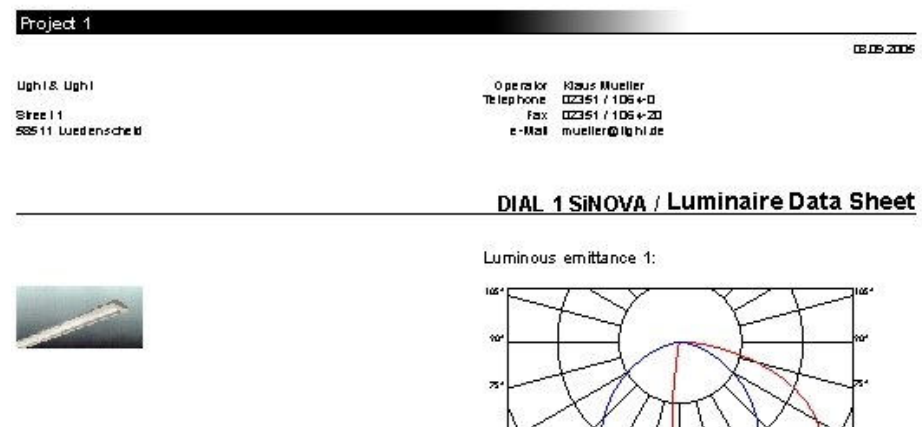 Project 1
08.09.2005
Light & Light
Operator Klaus Mueller
Telephone 02351 / 1064-0
Street 1
Fax 02351 / 1064-20
58511 Luedenscheid
e-Mail mueller@light.de
DIAL 1 SiNOVA / Luminaire Data Sheet
Luminous emittance 1:
105° 105°
90° 90°
75° 75°